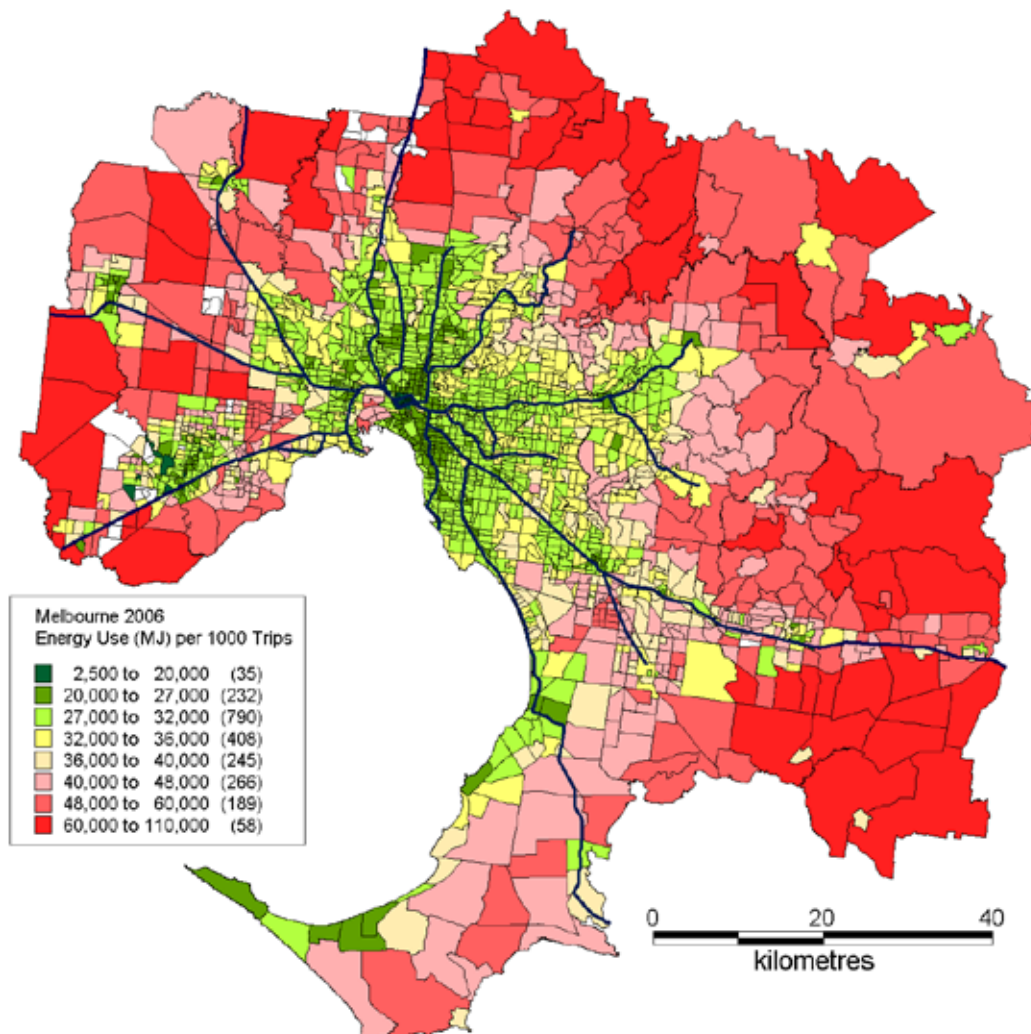 Melbourne 2006
Energy Use (MJ) per 1000 Trips
2,500 to 20,000 (35)
20,000 to 27,000 (232)
27,000 to 32,000 (790)
32,000 to 36,000 (408)
36,000 to 40,000 (245)
40,000 to 48,000 (266)
48,000 to 60,000 (189)
60,000 to 110,000 (58)
0 20 40
kilometres